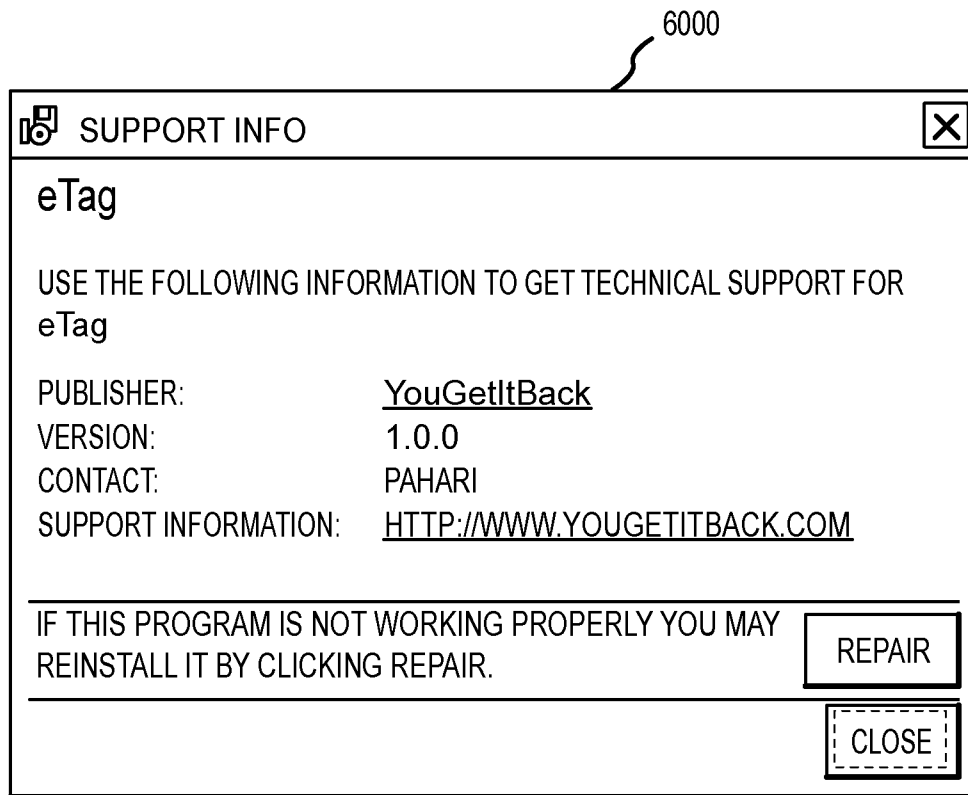 6000
SUPPORT INFO
eTag
USE THE FOLLOWING INFORMATION TO GET TECHNICAL SUPPORT FOR
eTag
PUBLISHER: YouGetItBack
VERSION: 1.0.0
CONTACT: PAHARI
SUPPORT INFORMATION: HTTP://WWW.YOUGETITBACK.COM
IF THIS PROGRAM IS NOT WORKING PROPERLY YOU MAY
REINSTALL IT BY CLICKING REPAIR.
REPAIR
CLOSE